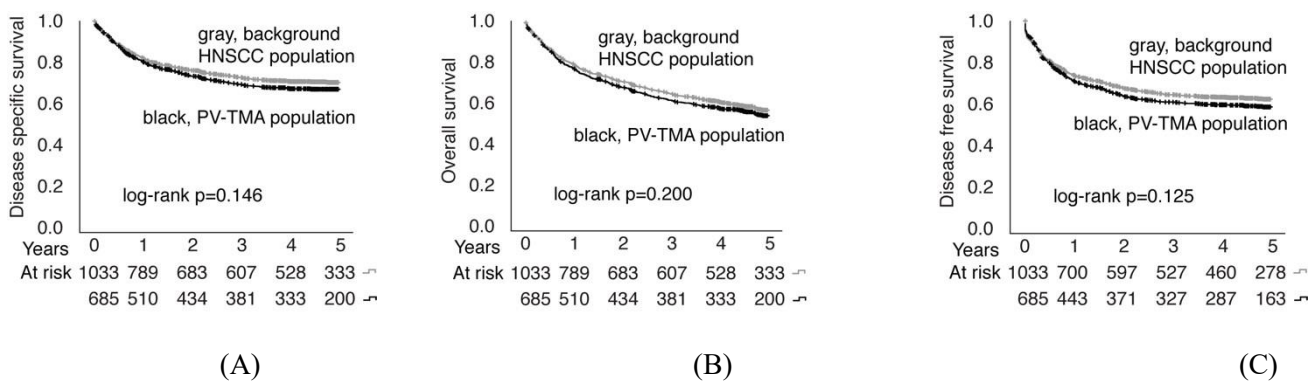 Disease specific survival
1.0
0.8
0.6
0.4
0.2
0.0
gray, background
HNSCC population
black, PV-TMA population
log-rank p=0.146
Years 0 1 2 3 4 5
At risk 1033 789 683 607 528 333
685 510 434 381 333 200
(A)
Overall survival
1.0
0.8
0.6
0.4
0.2
0.0
gray, background
HNSCC population
black, PV-TMA population
log-rank p=0.200
Years 0 1 2 3 4 5
At risk 1033 789 683 607 528 333
685 510 434 381 333 200
(B)
Disease free survival
1.0
0.8
0.6
0.4
0.2
0.0
gray, background
HNSCC population
black, PV-TMA population
log-rank p=0.125
Years 0 1 2 3 4 5
At risk 1033 700 597 527 460 278
685 443 371 327 287 163
(C)